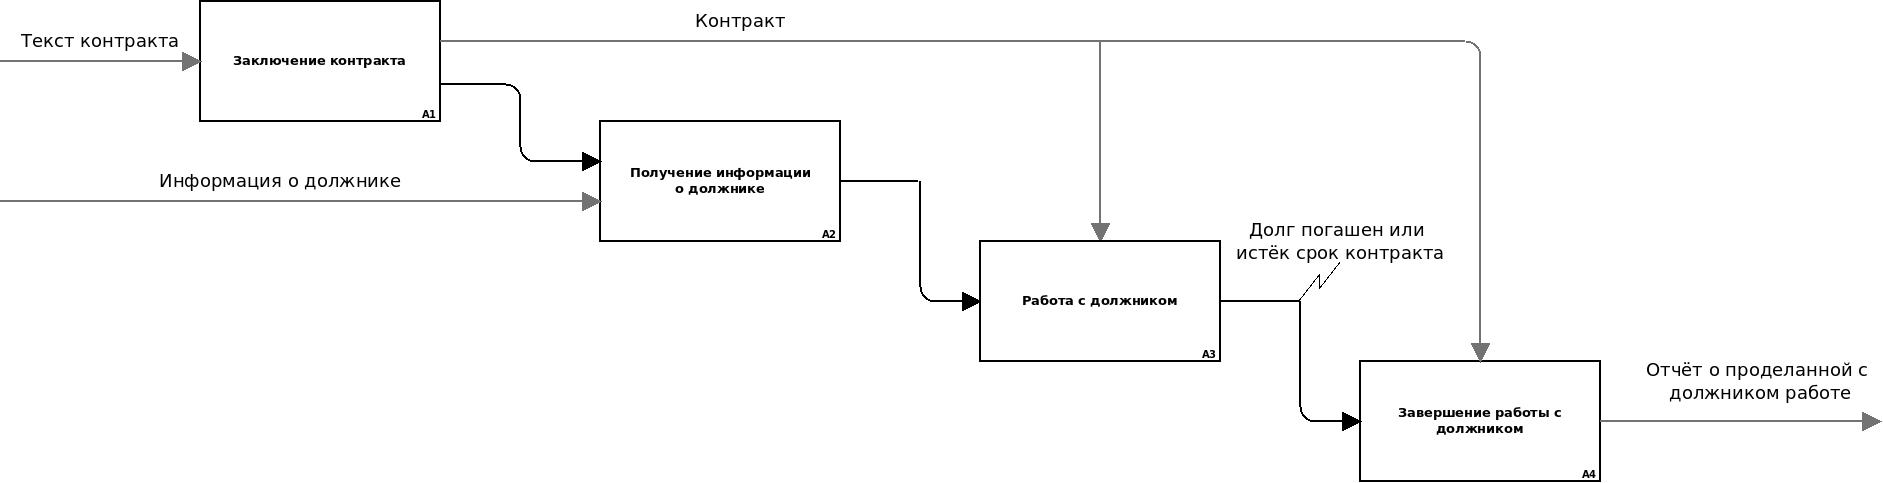 Контракт
Текст контракта
Заключение контракта
A1
Информация о должнике
Получение информации
о должнике
A2
Долг погашен или
истёк срок контракта
Работа с должником
A3
Отчёт о проделанной с
должником работе
Завершение работы с
должником
A4